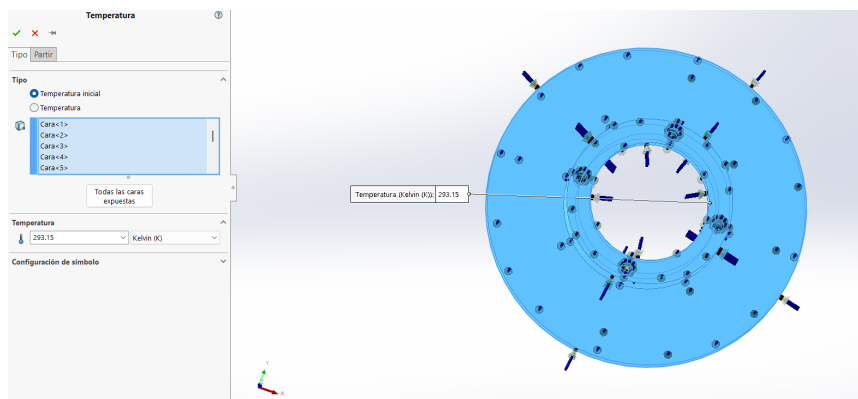 Temperatura
Tipo Partir
Tipo
Temperatura inicial
Temperatura
Cara<1>
Cara<2>
Cara<3>
Cara<4>
Cara<5>
Todas las caras
expuestas
Temperatura
293.15 Kelvin (K)
Configuración de símbolo
Temperatura (Kelvin (K)): 293.15
Y
X